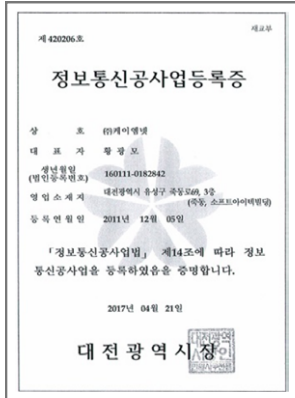 재교부
제 420206호
정보통신공사업등록증
상 호 (주)케이엠넷
대 표 자 황 광 모
생년월일
(법인등록번호) 160111-0182842
영 업 소 재 지 대전광역시 유성구 죽동로69, 3층
(죽동, 소프트아이텍빌딩)
등 록 연 월 일 2011년 12월 05일
「정보통신공사업법」 제14조에 따라 정보
통신공사업을 등록하였음을 증명합니다.
2017년 04월 21일
대 전 광 역 시 장